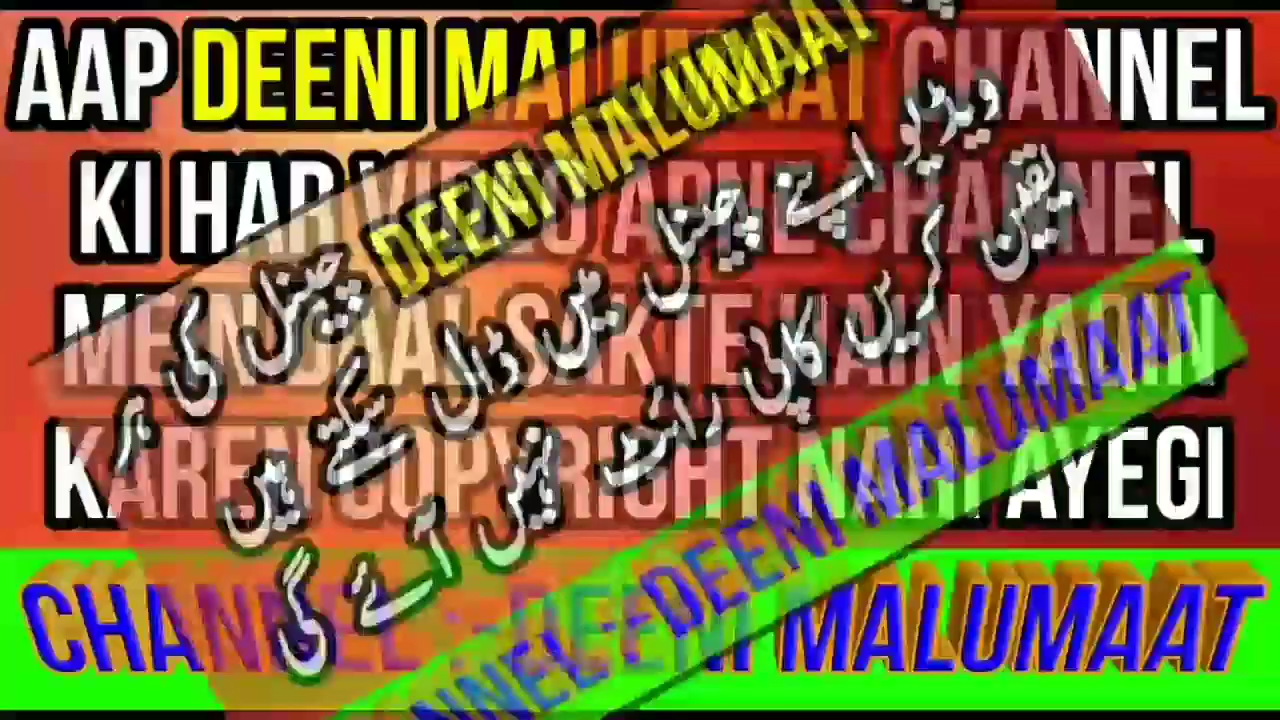 AAP DEENI MALUMAAT CHANNEL
KI HAR VIDEO APNE CHANNEL
MEIN DAAL SAKTE HAIN YAQIN
KAREN COPYRIGHT NAHI AYEGI
CHANNEL :- DEENI MALUMAAT
DEENI MALUMAAT
چینل کی ہر
ویڈیو اپنے چینل میں ڈال سکتے ہیں
یقین کریں کاپی رائٹ نہیں آئے گی
NNEL:-DEENI MALUMAAT